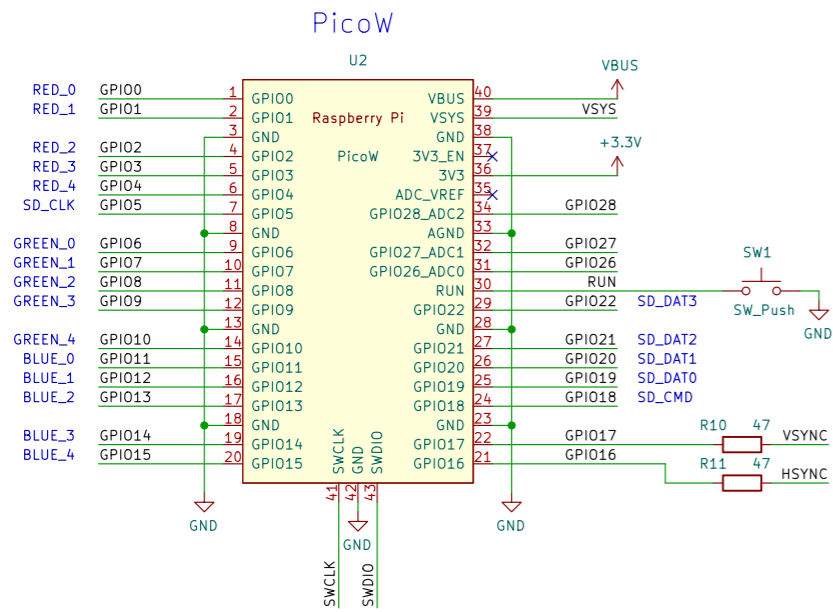 PicoW
U2
VBUS
RED_0 GPIO0 1 GPIO0 VBUS 40
RED_1 GPIO1 2 GPIO1 VSYS 39 VSYS
3 GND Raspberry Pi GND 38
RED_2 GPIO2 4 GPIO2 PicoW 3V3_EN 37 +3.3V
RED_3 GPIO3 5 GPIO3 3V3 36
RED_4 GPIO4 6 GPIO4 ADC_VREF 35
SD_CLK GPIO5 7 GPIO5 GPIO28_ADC2 34 GPIO28
8 GND AGND 33
GREEN_0 GPIO6 9 GPIO6 GPIO27_ADC1 32 GPIO27 SW1
GREEN_1 GPIO7 10 GPIO7 GPIO26_ADC0 31 GPIO26
GREEN_2 GPIO8 11 GPIO8 RUN 30 RUN
GREEN_3 GPIO9 12 GPIO9 GPIO22 29 GPIO22 SD_DAT3 SW_Push
13 GND GND 28 GND
GREEN_4 GPIO10 14 GPIO10 GPIO21 27 GPIO21 SD_DAT2
BLUE_0 GPIO11 15 GPIO11 GPIO20 26 GPIO20 SD_DAT1
BLUE_1 GPIO12 16 GPIO12 GPIO19 25 GPIO19 SD_DAT0
BLUE_2 GPIO13 17 GPIO13 GPIO18 24 GPIO18 SD_CMD
18 GND GND 23
BLUE_3 GPIO14 19 GPIO14 GPIO17 22 GPIO17 R10 47 VSYNC
BLUE_4 GPIO15 20 GPIO15 GPIO16 21 GPIO16 R11 47 HSYNC
SWCLK GND SWDIO
41 42 43
GND GND GND
SWCLK SWDIO